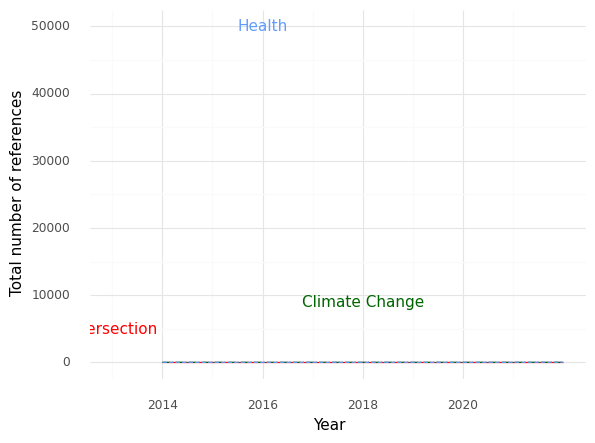 50000
Health
40000
30000
20000
10000
Climate Change
ersection
0
2014 2016 2018 2020
Year
Total number of references